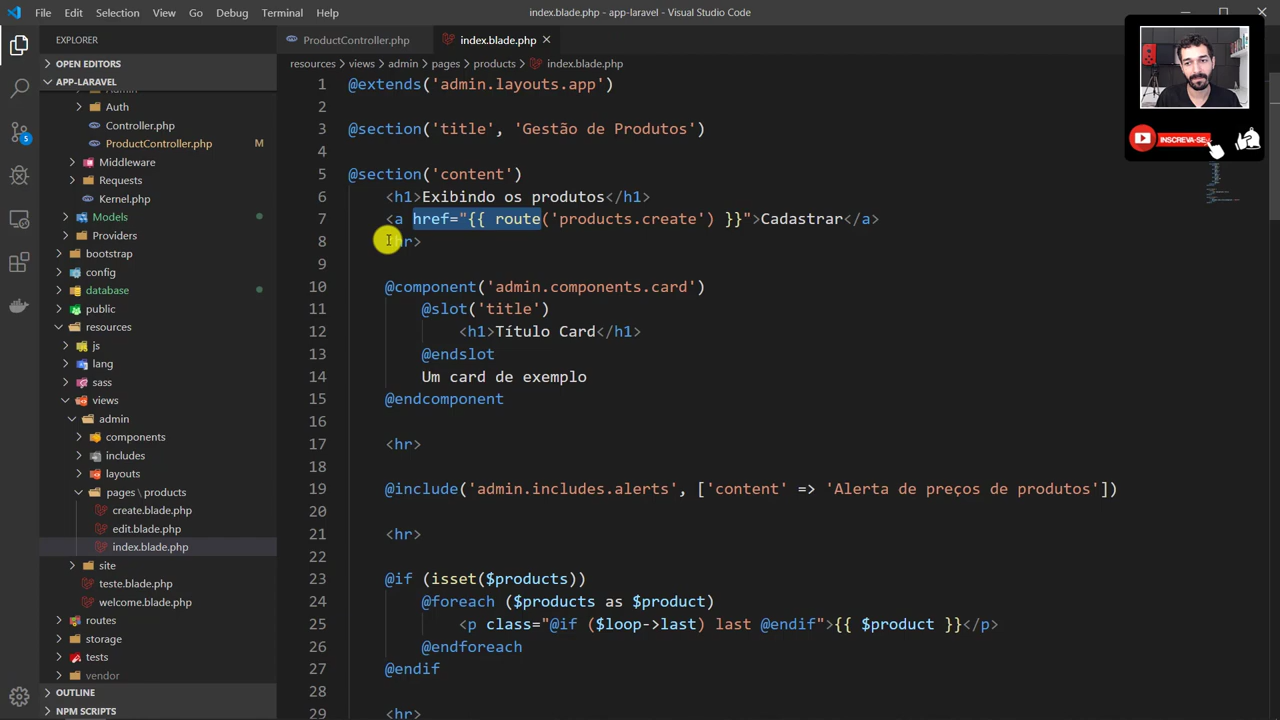 File Edit Selection View Go Debug Terminal Help
index.blade.php - app-laravel - Visual Studio Code
EXPLORER
OPEN EDITORS
APP-LARAVEL
Auth
Controller.php
ProductController.php M
Middleware
Requests
Kernel.php
Models
Providers
bootstrap
config
database
public
resources
js
lang
sass
views
admin
components
includes
layouts
pages \ products
create.blade.php
edit.blade.php
index.blade.php
site
teste.blade.php
welcome.blade.php
routes
storage
tests
vendor
OUTLINE
NPM SCRIPTS
5
ProductController.php index.blade.php
resources > views > admin > pages > products > index.blade.php
1 @extends('admin.layouts.app')
2
3 @section('title', 'Gestão de Produtos')
4
5 @section('content')
6 <h1>Exibindo os produtos</h1>
7 <a href="{{ route('products.create') }}">Cadastrar</a>
8 <hr>
9
10 @component('admin.components.card')
11 @slot('title')
12 <h1>Título Card</h1>
13 @endslot
14 Um card de exemplo
15 @endcomponent
16
17 <hr>
18
19 @include('admin.includes.alerts', ['content' => 'Alerta de preços de produtos'])
20
21 <hr>
22
23 @if (isset($products))
24 @foreach ($products as $product)
25 <p class="@if ($loop->last) last @endif">{{ $product }}</p>
26 @endforeach
27 @endif
28
29 <hr>
INSCREVA-SE